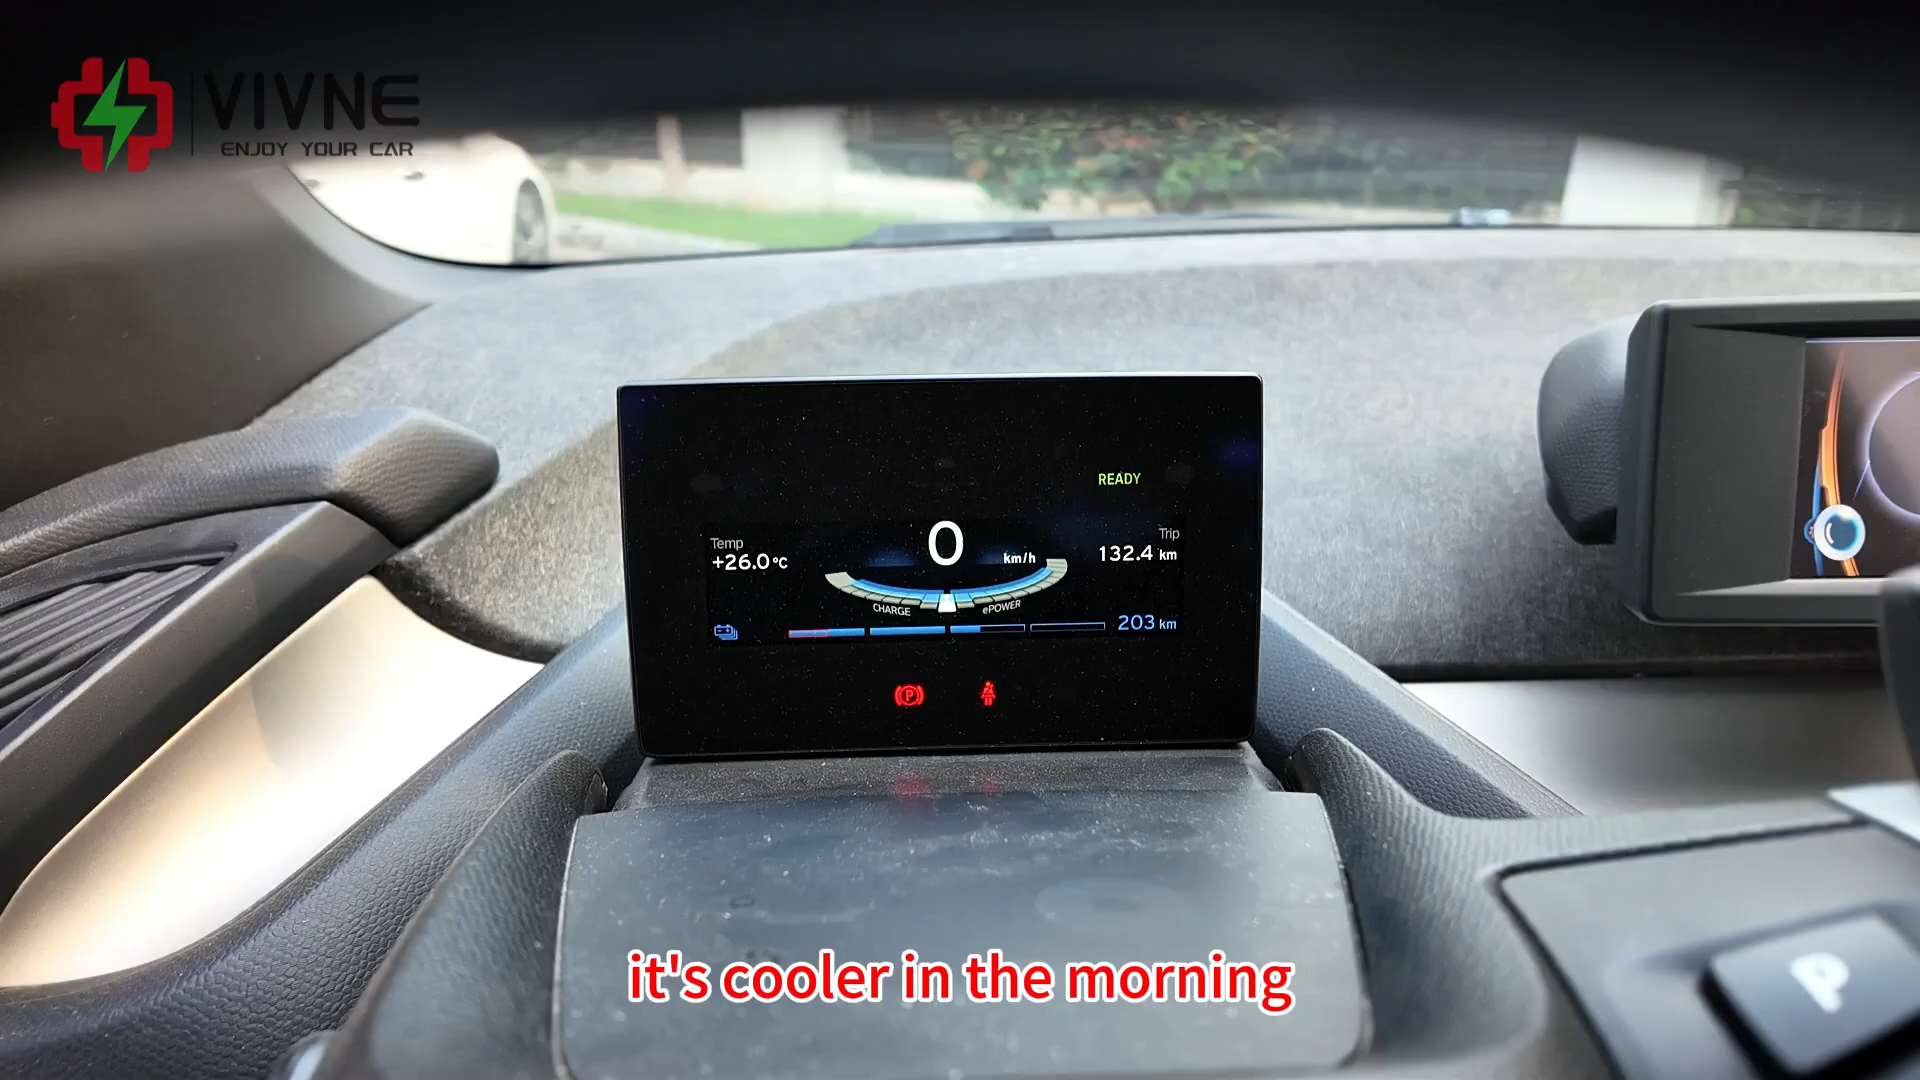 VIVNE
ENJOY YOUR CAR
READY
Temp
+26.0°C
0
km/h
Trip
132.4 km
CHARGE
ePOWER
203 km
P
it's cooler in the morning
P